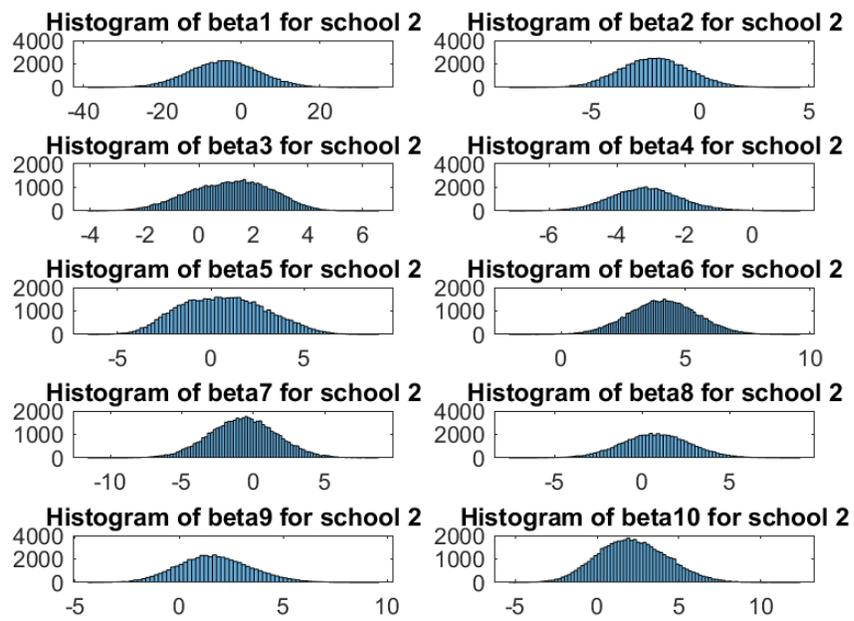 Histogram of beta1 for school 2
4000
2000
0
-40 -20 0 20
Histogram of beta2 for school 2
4000
2000
0
-5 0 5
Histogram of beta3 for school 2
2000
1000
0
-4 -2 0 2 4 6
Histogram of beta4 for school 2
4000
2000
0
-6 -4 -2 0
Histogram of beta5 for school 2
2000
1000
0
-5 0 5
Histogram of beta6 for school 2
2000
1000
0
0 5 10
Histogram of beta7 for school 2
2000
1000
0
-10 -5 0 5
Histogram of beta8 for school 2
4000
2000
0
-5 0 5
Histogram of beta9 for school 2
4000
2000
0
-5 0 5 10
Histogram of beta10 for school 2
2000
1000
0
-5 0 5 10